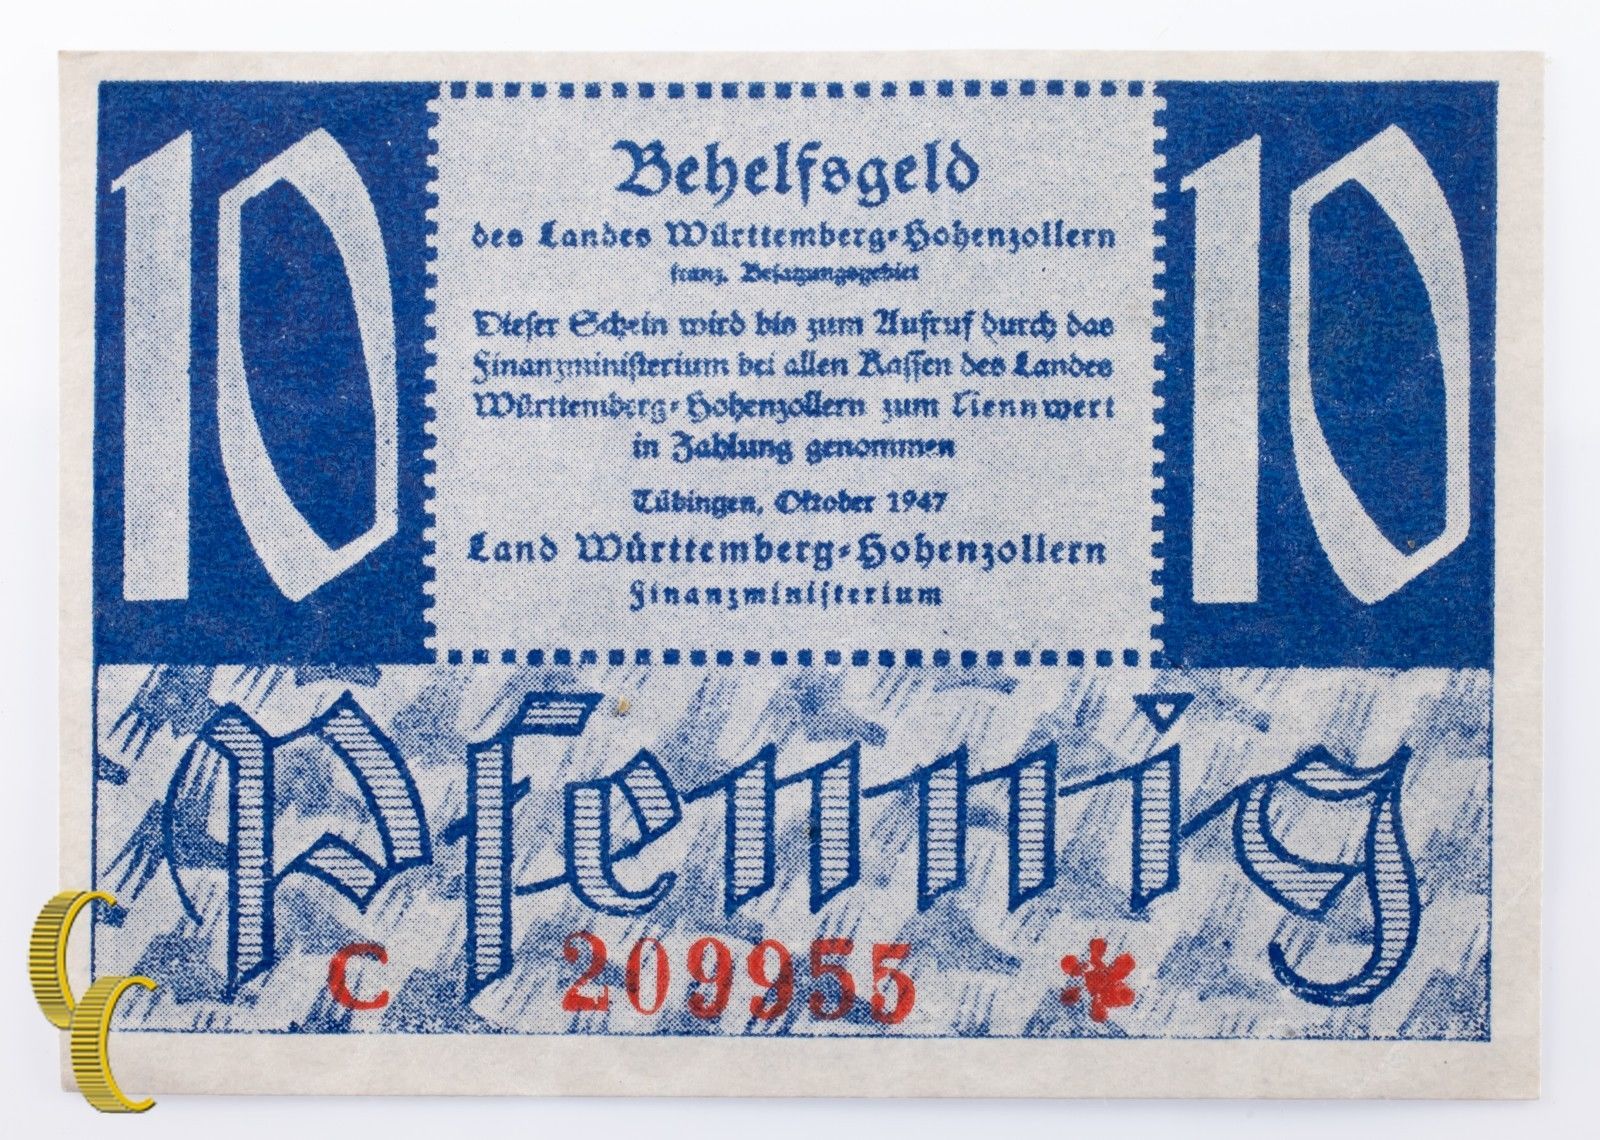 10 10
Behelfsgeld
des Landes Württemberg-Hohenzollern
franz. Besatzungsgebiet
Dieser Schein wird bis zum Aufruf durch das
Finanzministerium bei allen Kassen des Landes
Württemberg-Hohenzollern zum Nennwert
in Zahlung genommen
Tübingen, Oktober 1947
Land Württemberg-Hohenzollern
Finanzministerium
Pfennig
C 209955 *